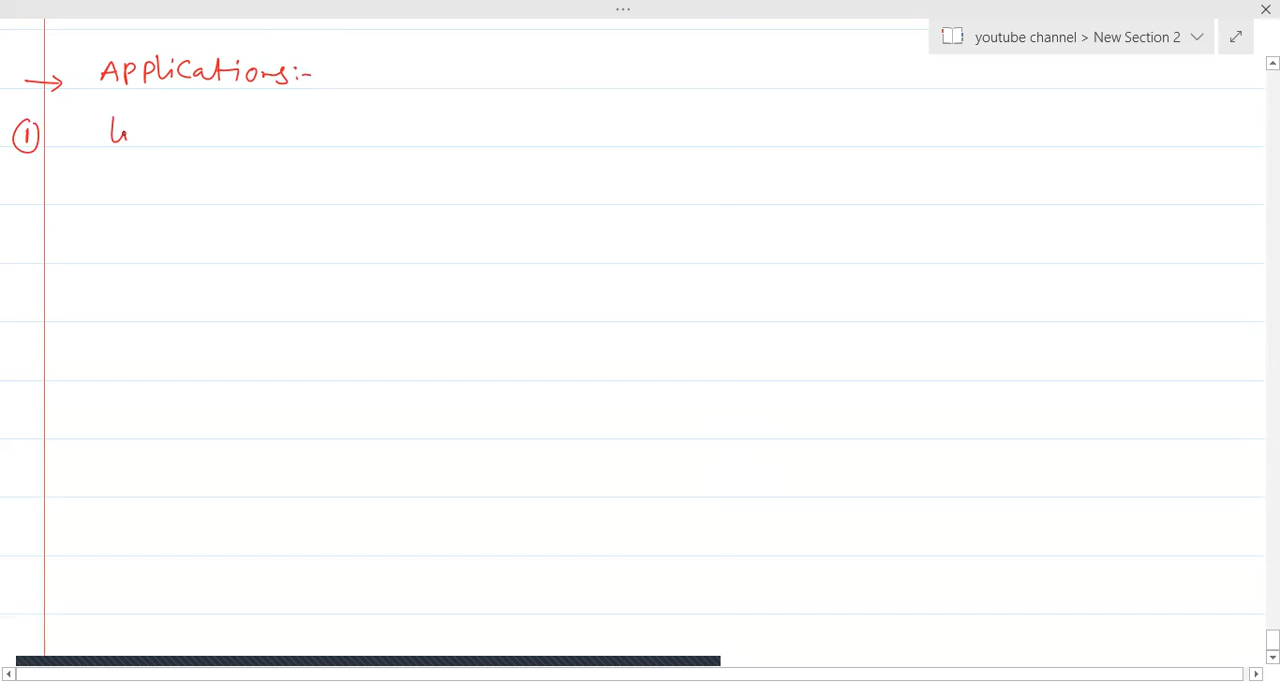 ...
youtube channel > New Section 2
→ Applications:-
①